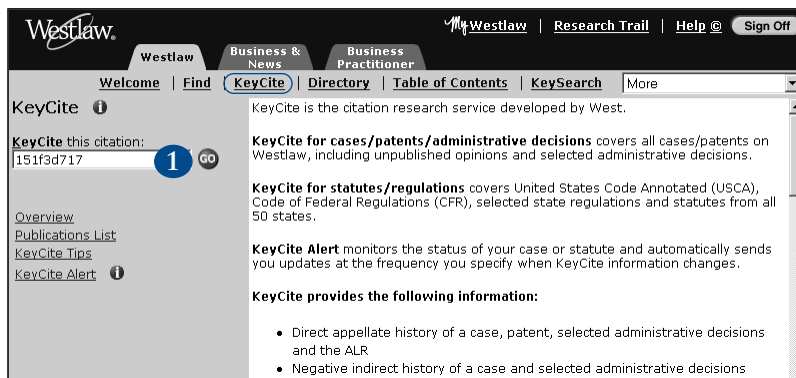 Westlaw.
My Westlaw | Research Trail | Help © Sign Off
Westlaw
Business & News
Business Practitioner
Welcome | Find | KeyCite | Directory | Table of Contents | KeySearch More
KeyCite i
KeyCite this citation:
151f3d717 1 GO
Overview
Publications List
KeyCite Tips
KeyCite Alert i
KeyCite is the citation research service developed by West.
KeyCite for cases/patents/administrative decisions covers all cases/patents on
Westlaw, including unpublished opinions and selected administrative decisions.
KeyCite for statutes/regulations covers United States Code Annotated (USCA),
Code of Federal Regulations (CFR), selected state regulations and statutes from all
50 states.
KeyCite Alert monitors the status of your case or statute and automatically sends
you updates at the frequency you specify when KeyCite information changes.
KeyCite provides the following information:
• Direct appellate history of a case, patent, selected administrative decisions
and the ALR
• Negative indirect history of a case and selected administrative decisions